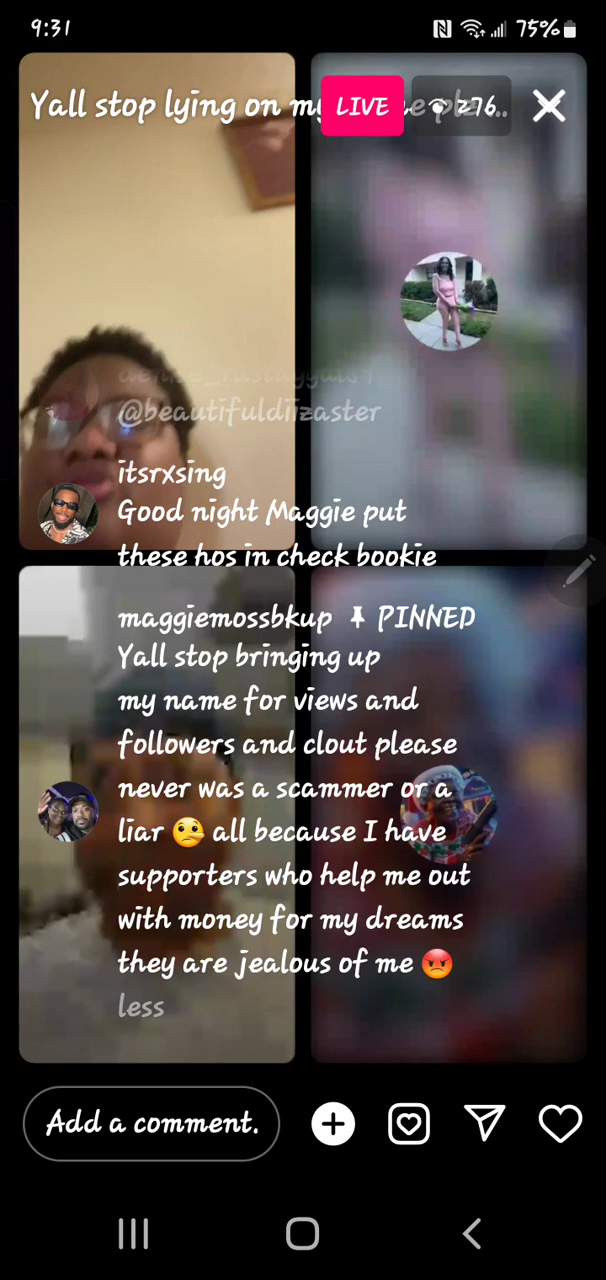 9:31
75%
Yall stop lying on my
LIVE
276..
@beautifuldiizaster
itsrxsing
Good night Maggie put
these hos in check bookie
maggiemossbkup 📌 PINNED
Yall stop bringing up
my name for views and
followers and clout please
never was a scammer or a
liar 🤥 all because I have
supporters who help me out
with money for my dreams
they are jealous of me 😡
less
Add a comment.